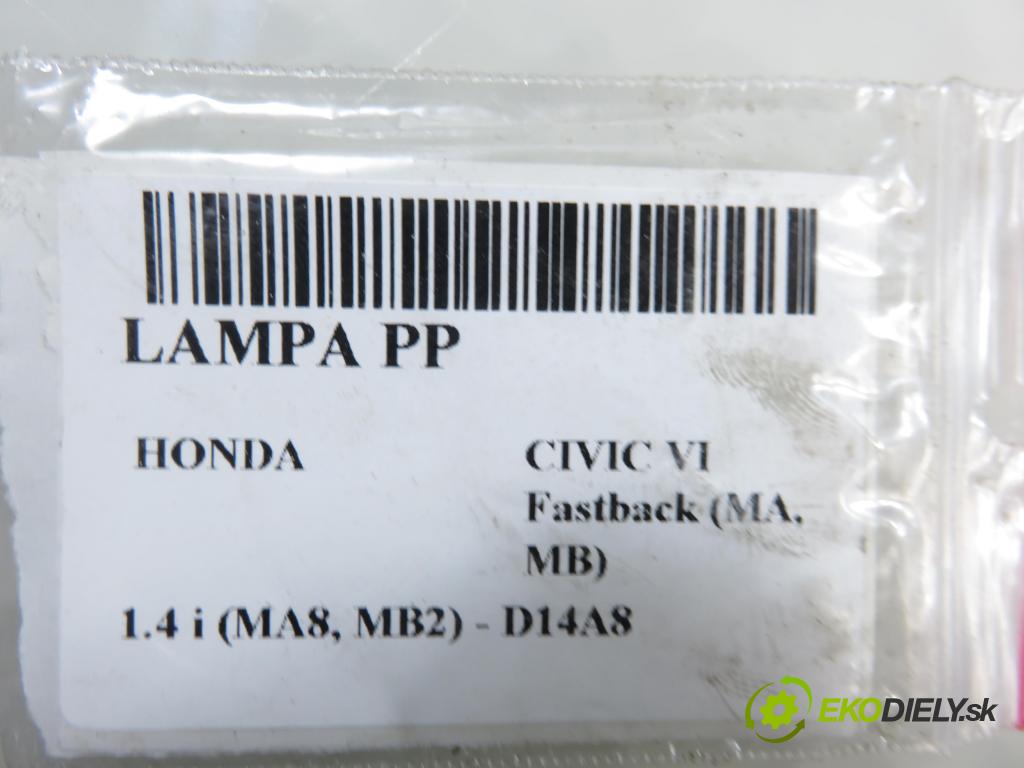 LAMPA PP
HONDA
CIVIC VI
Fastback (MA,
MB)
1.4 i (MA8, MB2) - D14A8
EKODIELY.sk